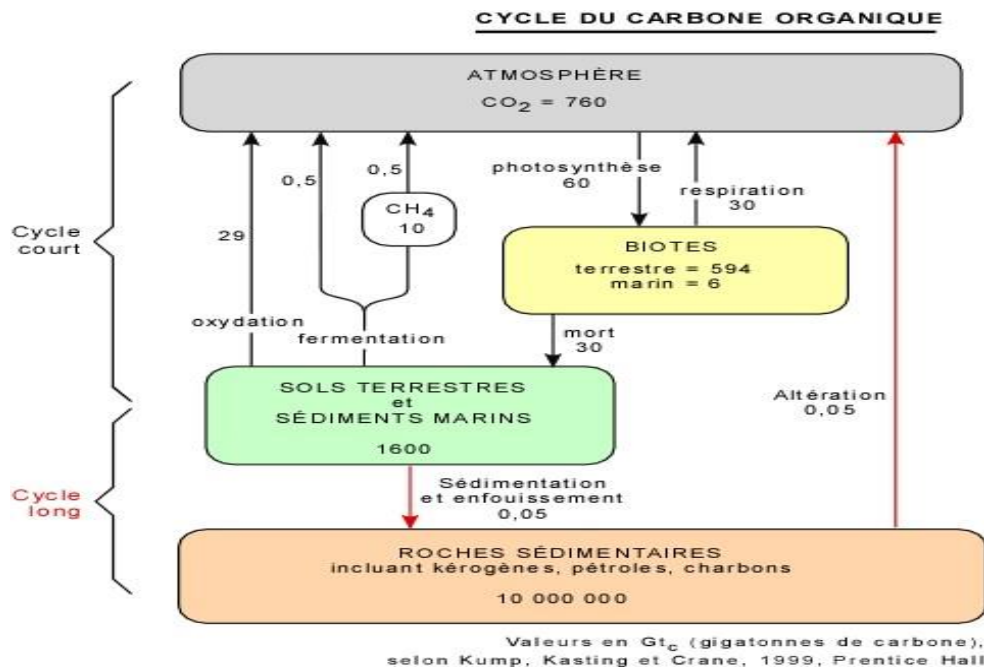 CYCLE DU CARBONE ORGANIQUE
ATMOSPHÈRE
CO₂ = 760
29
0,5
0,5
CH₄
10
photosynthèse
60
respiration
30
Cycle
court
BIOTES
terrestre = 594
marin = 6
oxydation
fermentation
mort
30
SOLS TERRESTRES
et
SÉDIMENTS MARINS
1600
Altération
0,05
Cycle
long
Sédimentation
et enfouissement
0,05
ROCHES SÉDIMENTAIRES
incluant kérogènes, pétroles, charbons
10 000 000
Valeurs en Gtc (gigatonnes de carbone),
selon Kump, Kasting et Crane, 1999, Prentice Hall